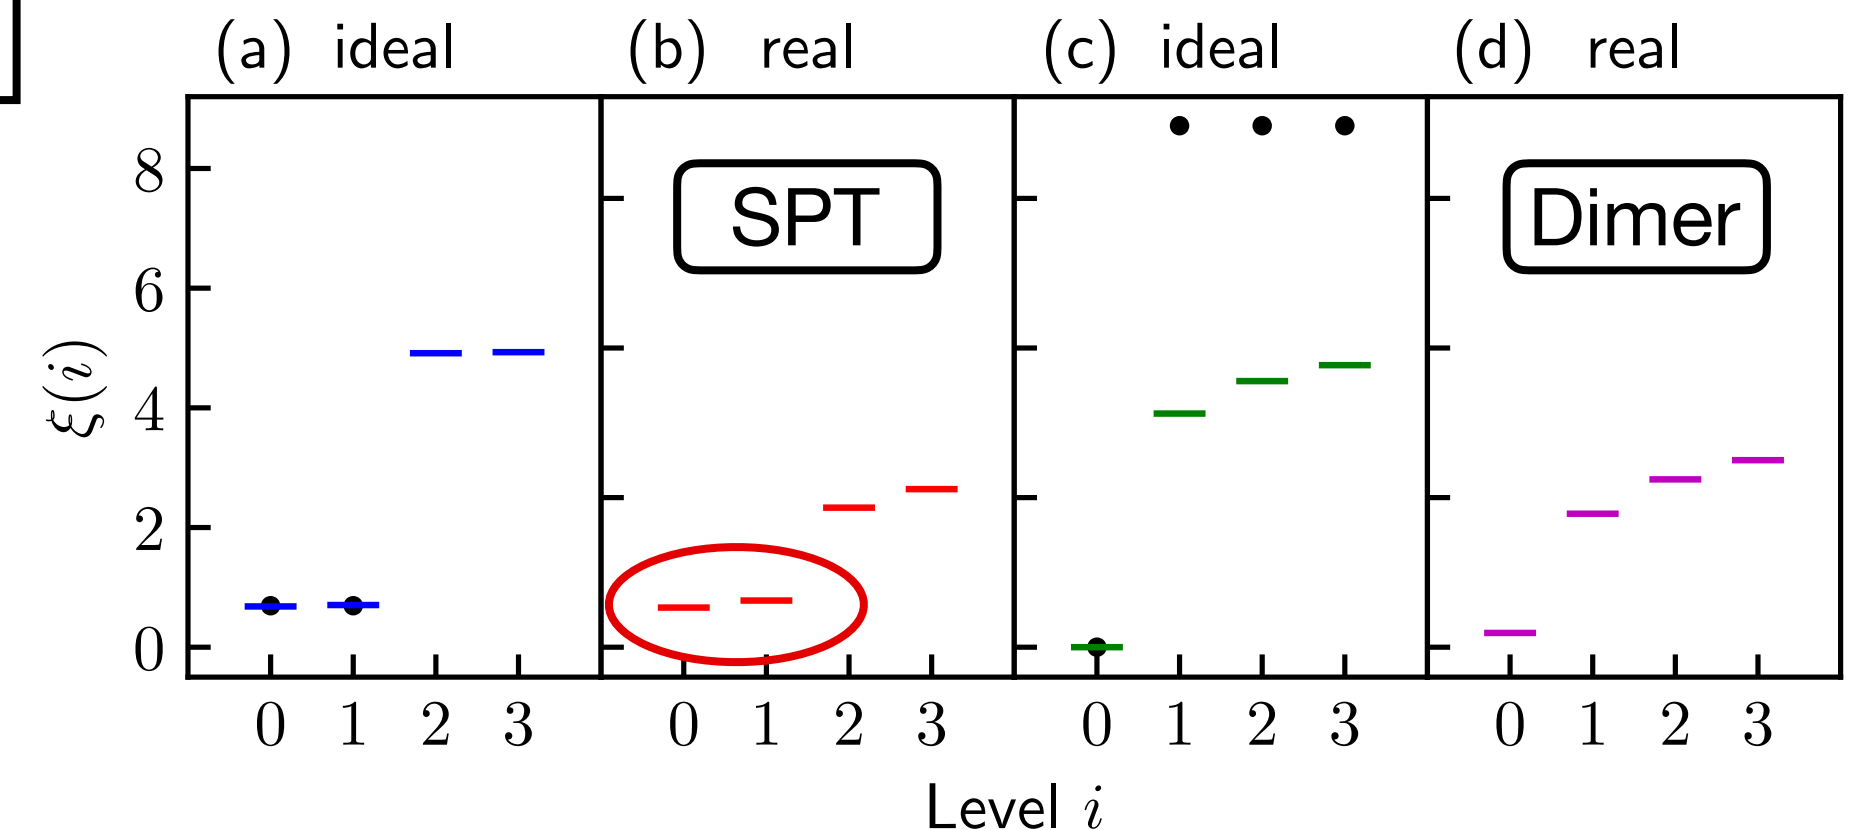 (a) ideal (b) real (c) ideal (d) real
8
SPT
Dimer
6
ξ(i)
4
2
0
0 1 2 3 0 1 2 3 0 1 2 3 0 1 2 3
Level i